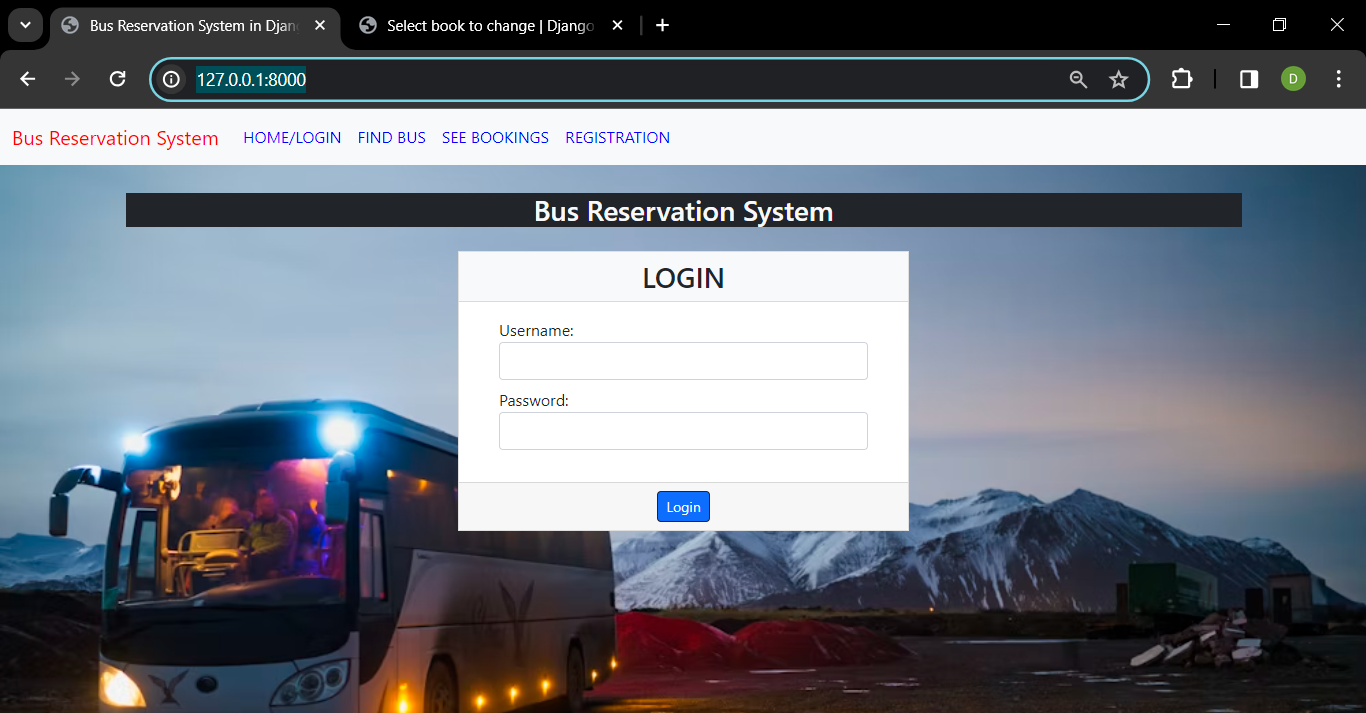 Bus Reservation System in Djan
Select book to change | Django
127.0.0.1:8000
D
Bus Reservation System HOME/LOGIN FIND BUS SEE BOOKINGS REGISTRATION
Bus Reservation System
LOGIN
Username:
Password:
Login